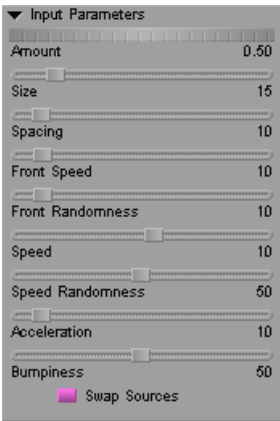 Input Parameters
Amount 0.50
Size 15
Spacing 10
Front Speed 10
Front Randomness 10
Speed 10
Speed Randomness 50
Acceleration 10
Bumpiness 50
Swap Sources